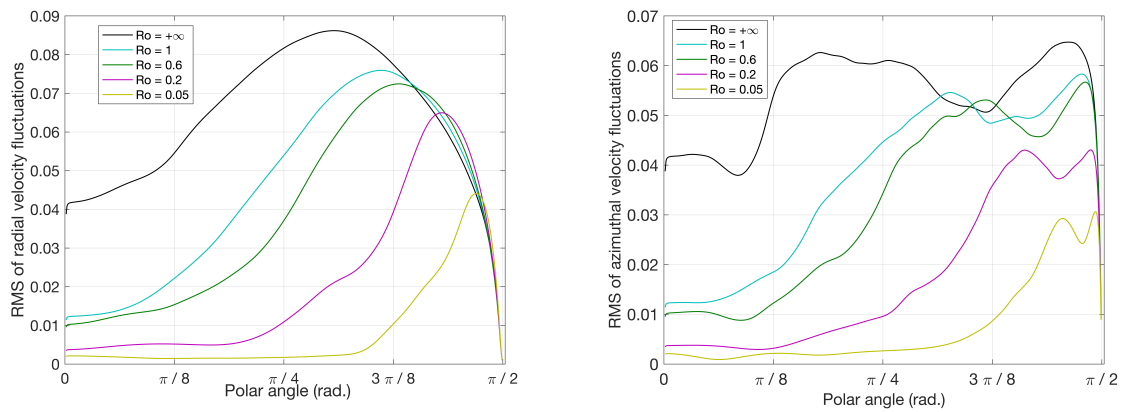 RMS of radial velocity fluctuations
0.09
0.08
0.07
0.06
0.05
0.04
0.03
0.02
0.01
0
Ro = +∞
Ro = 1
Ro = 0.6
Ro = 0.2
Ro = 0.05
0
π / 8
π / 4
3 π / 8
π / 2
Polar angle (rad.)
RMS of azimuthal velocity fluctuations
0.07
0.06
0.05
0.04
0.03
0.02
0.01
0
Ro = +∞
Ro = 1
Ro = 0.6
Ro = 0.2
Ro = 0.05
0
π / 8
π / 4
3 π / 8
π / 2
Polar angle (rad.)